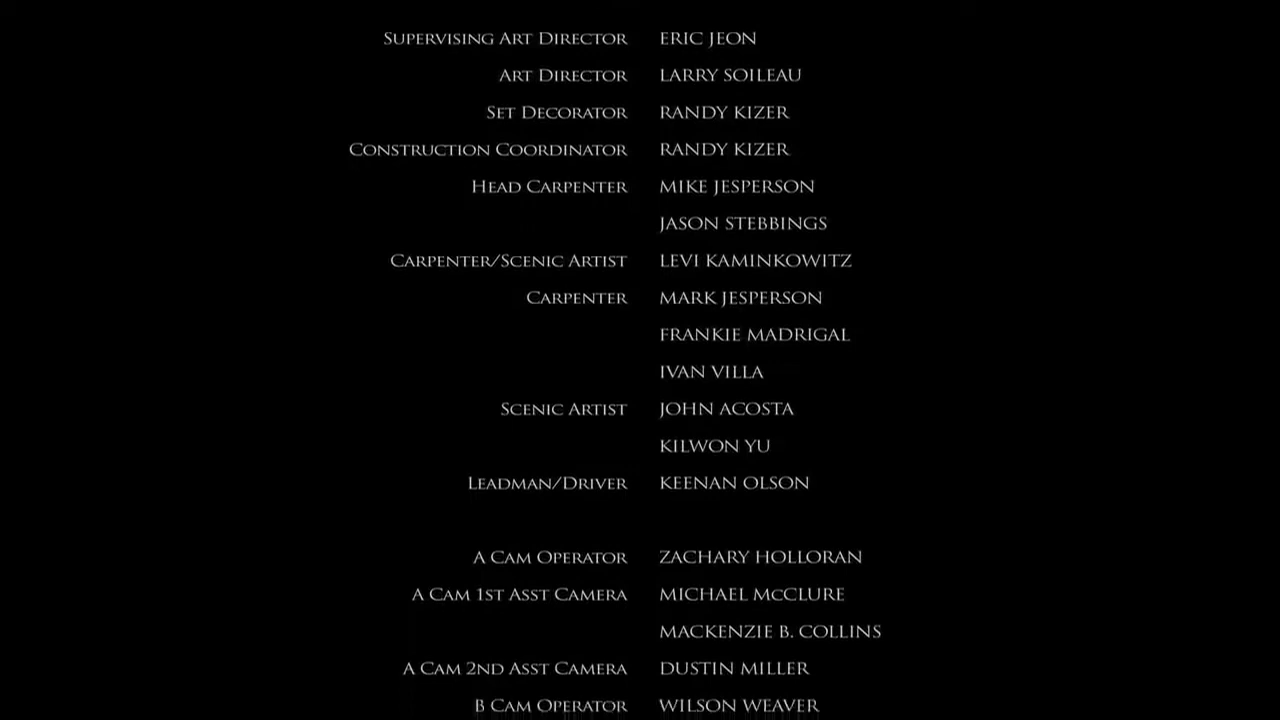 Supervising Art Director ERIC JEON
Art Director LARRY SOILEAU
Set Decorator RANDY KIZER
Construction Coordinator RANDY KIZER
Head Carpenter MIKE JESPERSON
JASON STEBBINGS
Carpenter/Scenic Artist LEVI KAMINKOWITZ
Carpenter MARK JESPERSON
FRANKIE MADRIGAL
IVAN VILLA
Scenic Artist JOHN ACOSTA
KILWON YU
Leadman/Driver KEENAN OLSON
A Cam Operator ZACHARY HOLLORAN
A Cam 1st Asst Camera MICHAEL McCLURE
MACKENZIE B. COLLINS
A Cam 2nd Asst Camera DUSTIN MILLER
B Cam Operator WILSON WEAVER